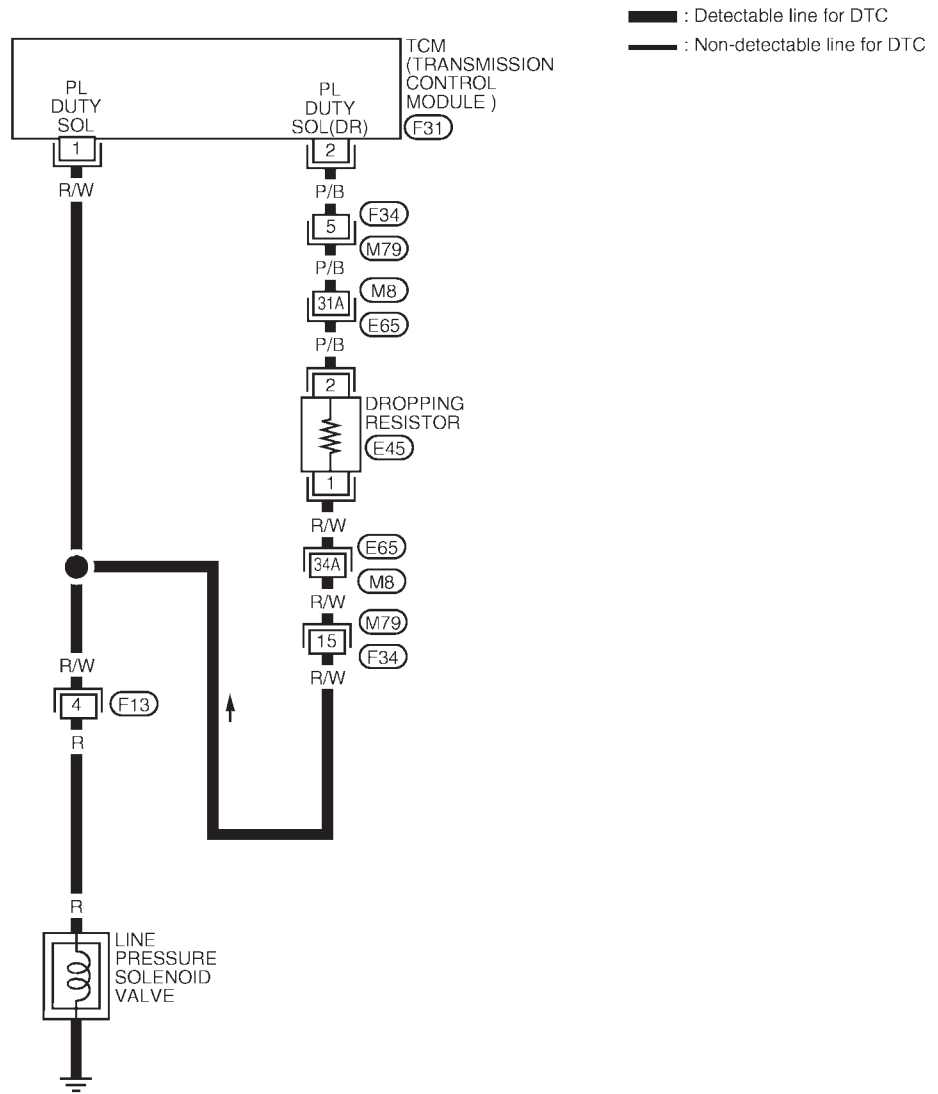 : Detectable line for DTC
: Non-detectable line for DTC
TCM
(TRANSMISSION
CONTROL
MODULE )
F31
PL
DUTY
SOL
PL
DUTY
SOL(DR)
1
2
R/W
P/B
5
F34
M79
P/B
31A
M8
E65
P/B
2
DROPPING
RESISTOR
E45
1
R/W
34A
E65
M8
R/W
15
M79
F34
R/W
R/W
4
F13
R
R
LINE
PRESSURE
SOLENOID
VALVE